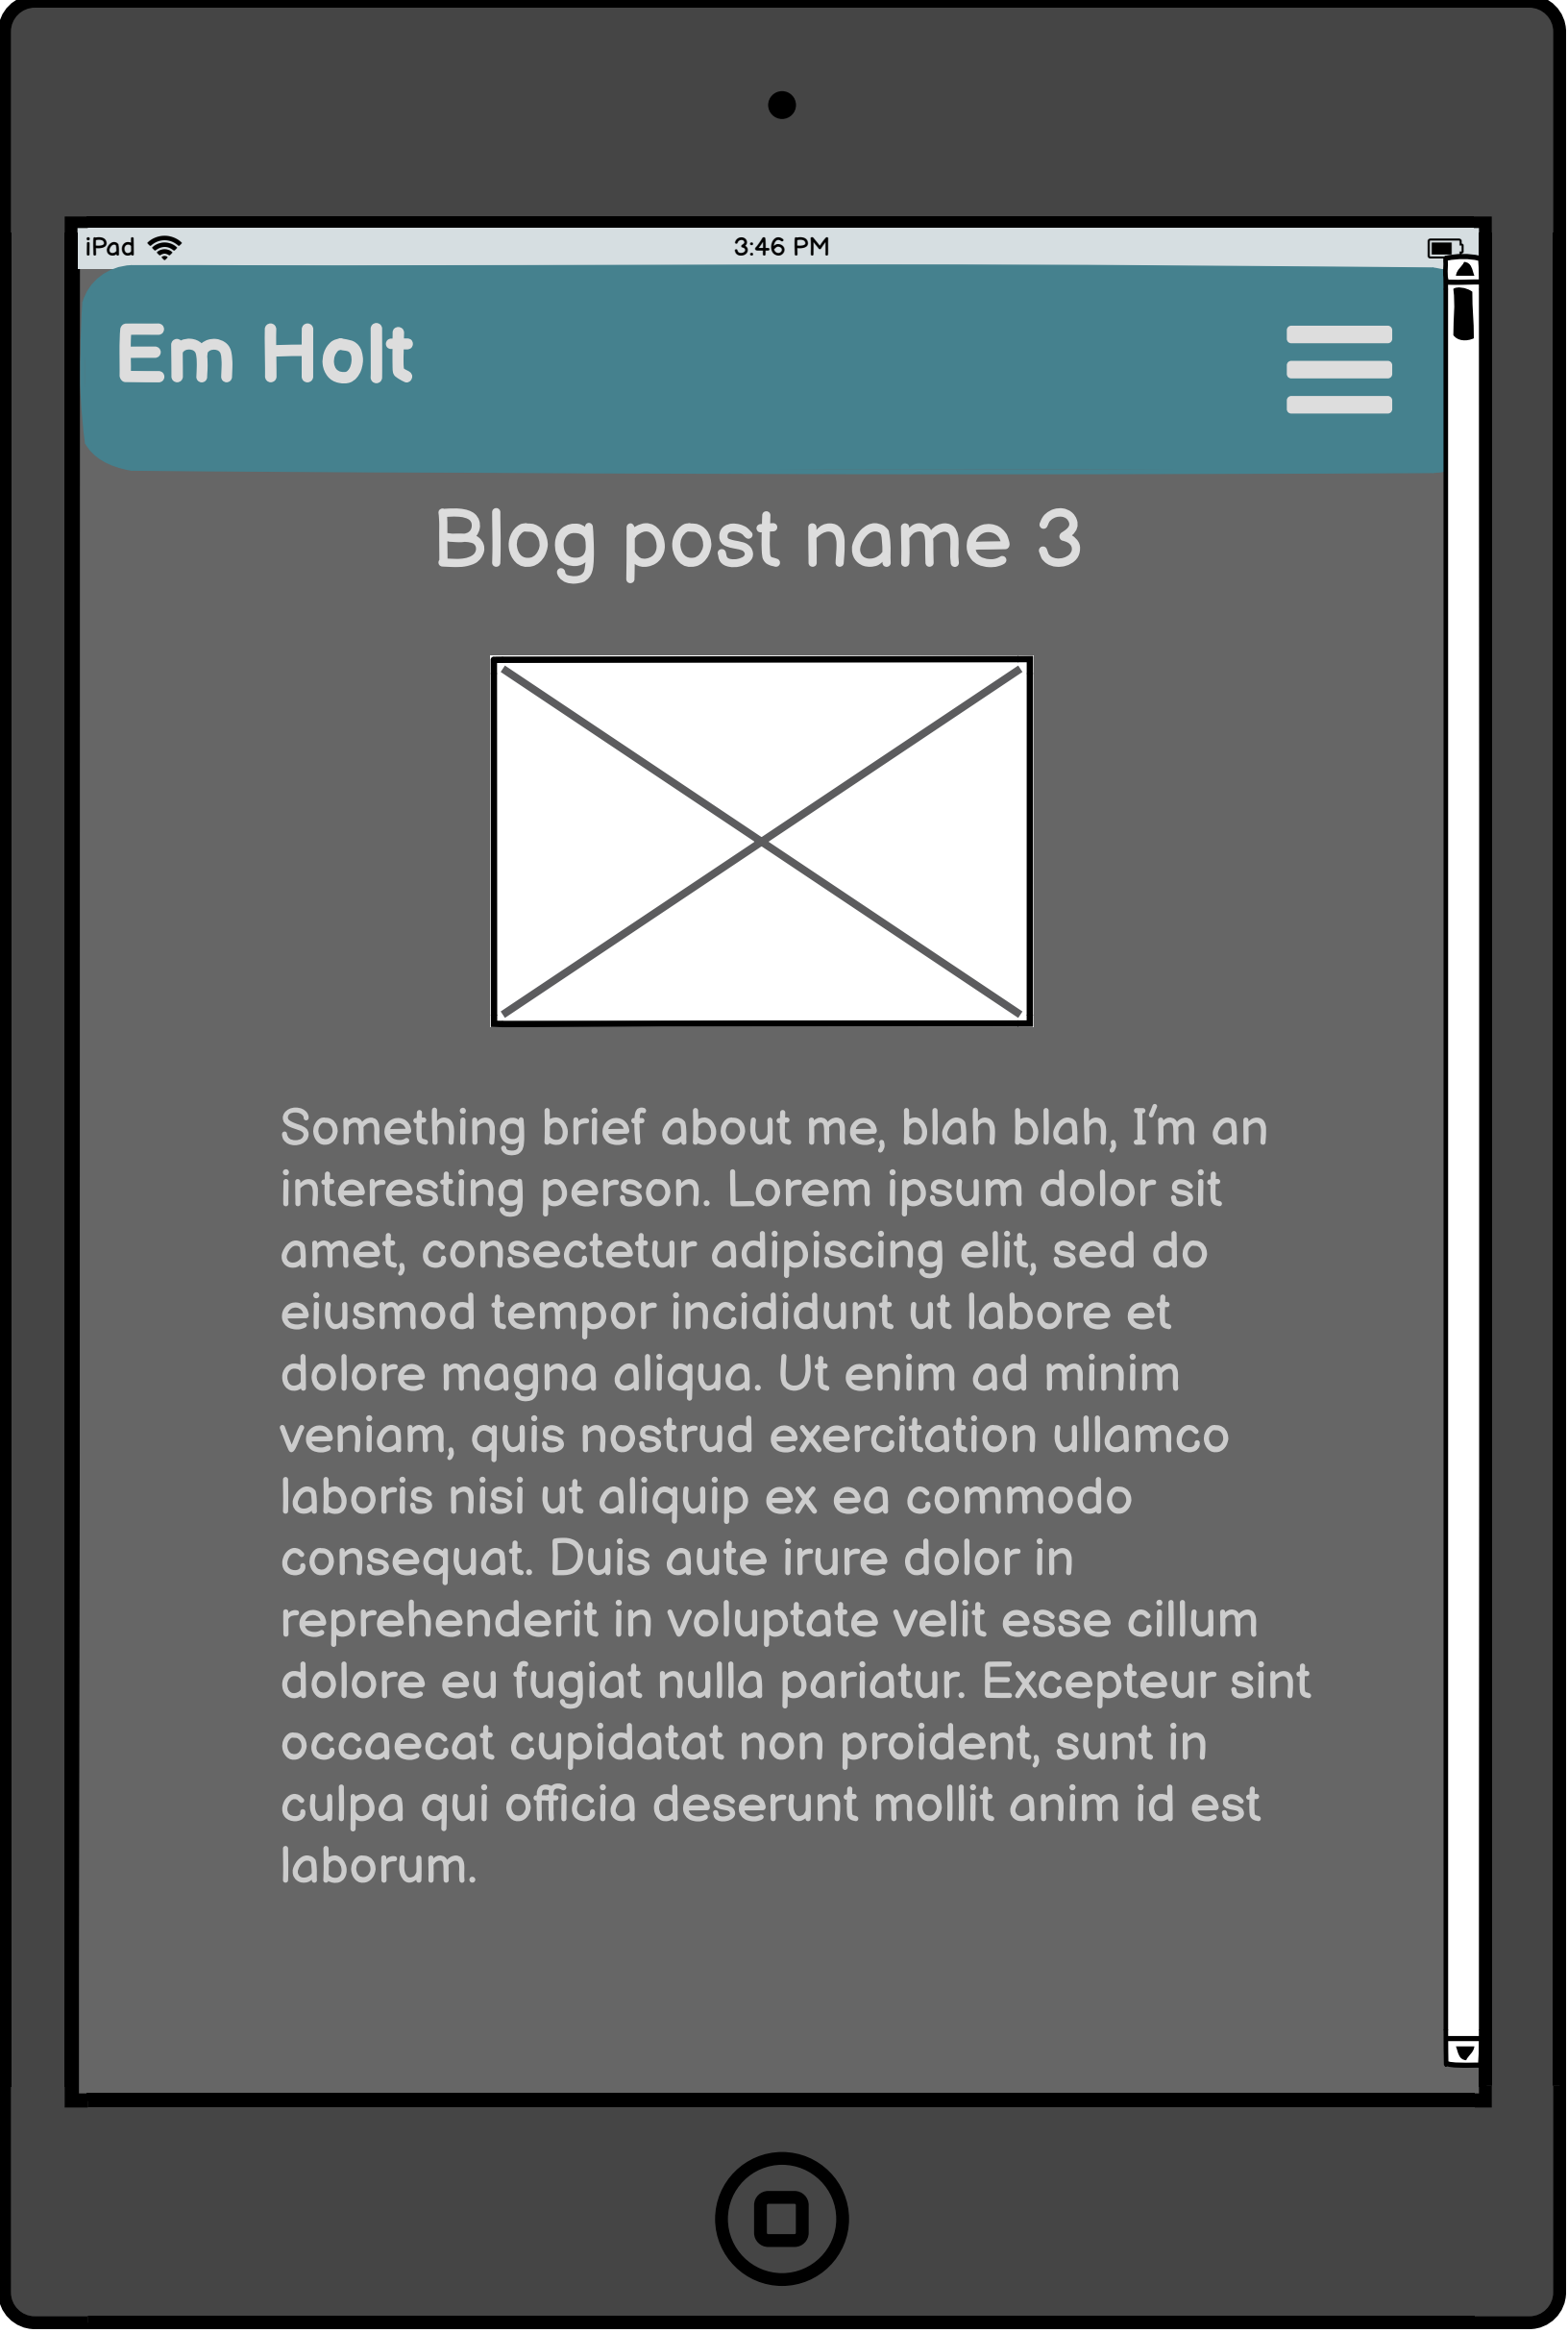 iPad
3:46 PM
Em Holt
Blog post name 3
Something brief about me, blah blah, I'm an
interesting person. Lorem ipsum dolor sit
amet, consectetur adipiscing elit, sed do
eiusmod tempor incididunt ut labore et
dolore magna aliqua. Ut enim ad minim
veniam, quis nostrud exercitation ullamco
laboris nisi ut aliquip ex ea commodo
consequat. Duis aute irure dolor in
reprehenderit in voluptate velit esse cillum
dolore eu fugiat nulla pariatur. Excepteur sint
occaecat cupidatat non proident, sunt in
culpa qui officia deserunt mollit anim id est
laborum.